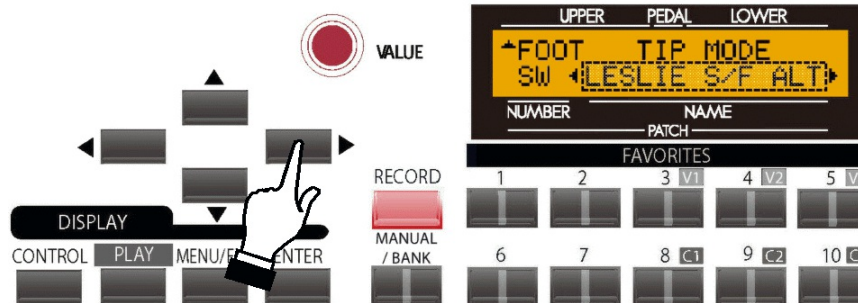 UPPER PEDAL LOWER
VALUE
FOOT TIP MODE
SW LESLIE S/F ALT
NUMBER NAME
PATCH
FAVORITES
RECORD
1 2 3 V1 4 V2 5
DISPLAY
MANUAL
/ BANK
CONTROL PLAY ENTER
6 7 8 C1 9 C2 10